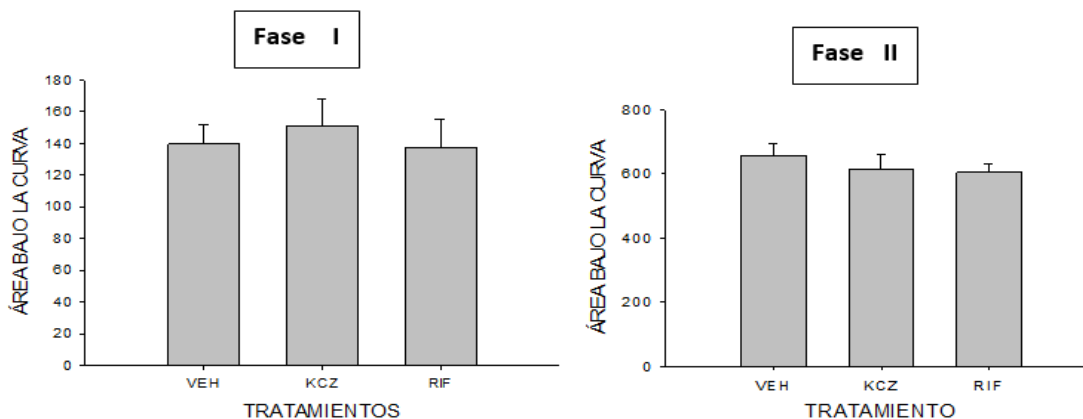 Fase I
180
160
140
120
100
80
60
40
20
0
ÁREA BAJO LA CURVA
VEH KCZ RIF
TRATAMIENTOS
Fase II
800
600
400
200
0
ÁREA BAJO LA CURVA
VEH KCZ RIF
TRATAMIENTO